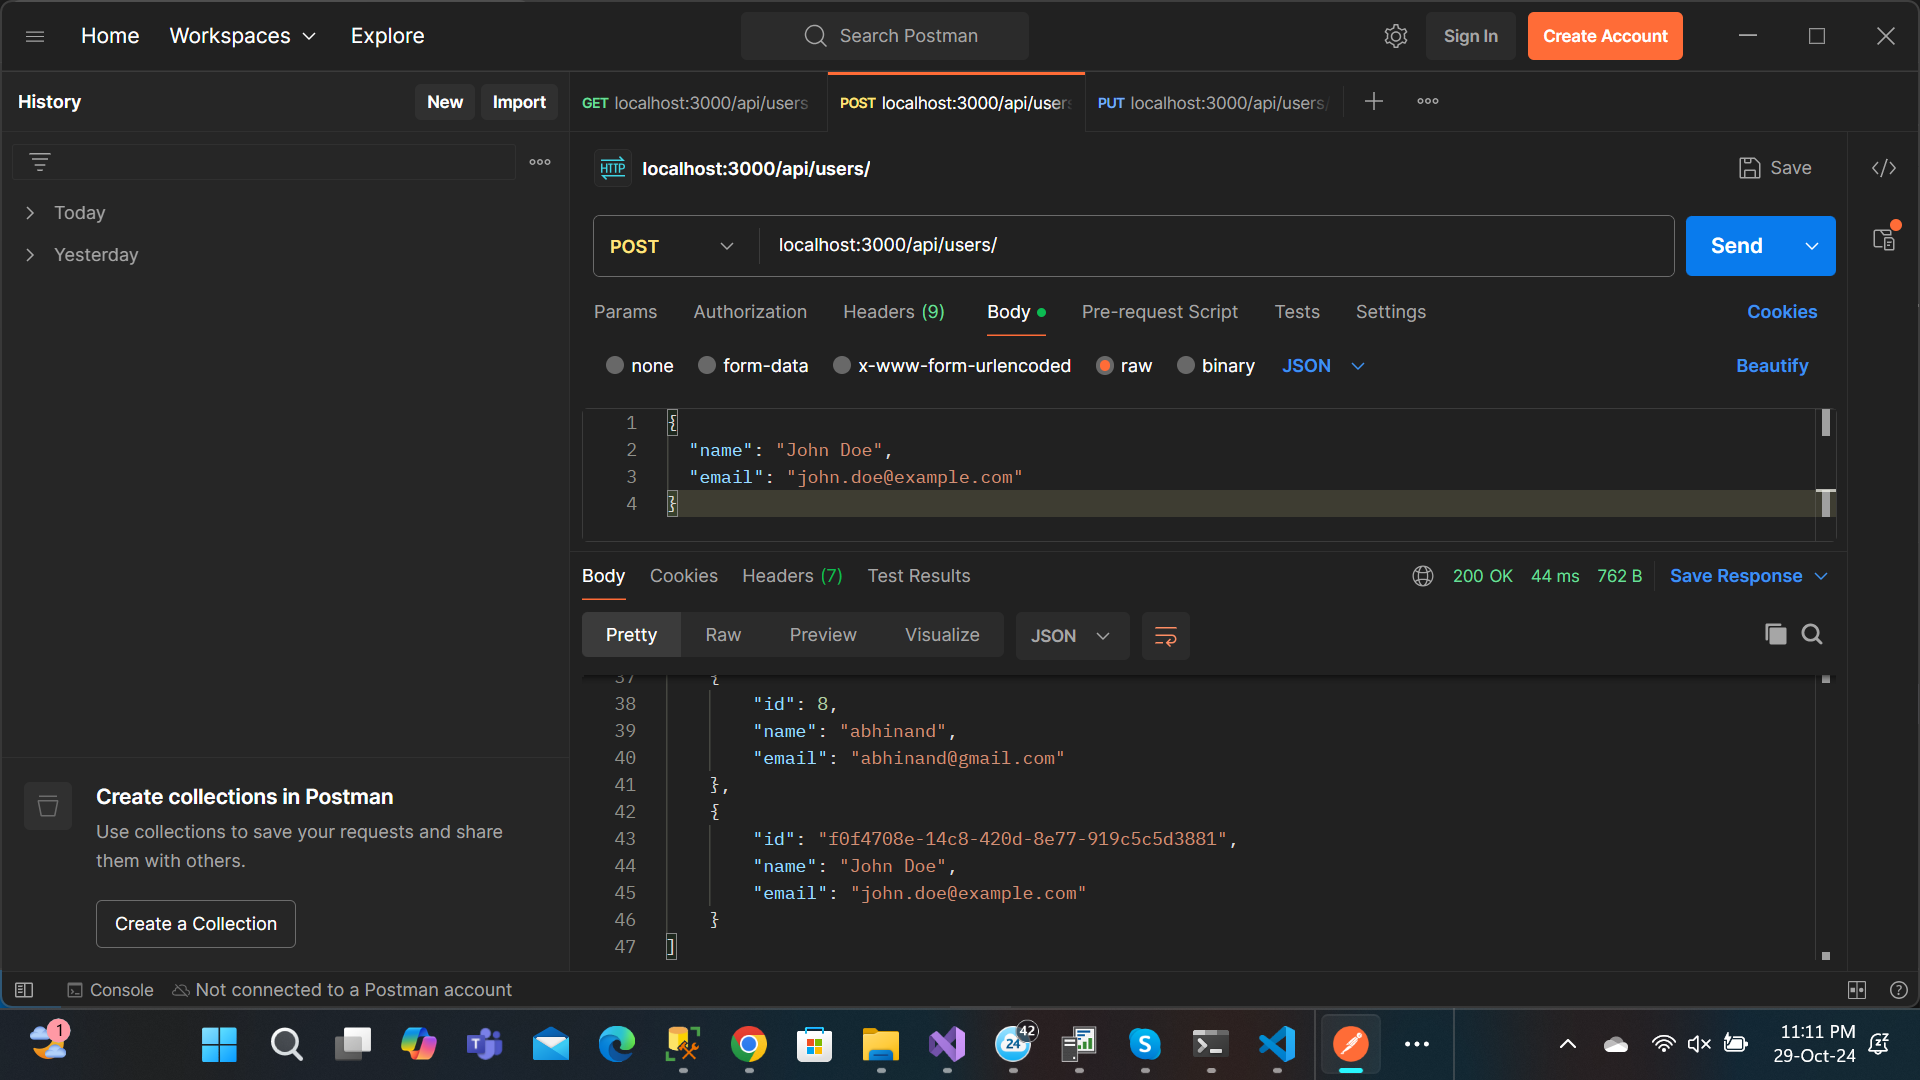 Home Workspaces Explore Search Postman Sign In Create Account
History New Import GET localhost:3000/api/users POST localhost:3000/api/users PUT localhost:3000/api/users/
HTTP localhost:3000/api/users/ Save
Today
Yesterday
POST localhost:3000/api/users/ Send
Params Authorization Headers (9) Body Pre-request Script Tests Settings Cookies
none form-data x-www-form-urlencoded raw binary JSON Beautify
1 {
2 "name": "John Doe",
3 "email": "john.doe@example.com"
4 }
Body Cookies Headers (7) Test Results 200 OK 44 ms 762 B Save Response
Pretty Raw Preview Visualize JSON
37 {
38 "id": 8,
39 "name": "abhinand",
40 "email": "abhinand@gmail.com"
41 },
42 {
43 "id": "f0f4708e-14c8-420d-8e77-919c5c5d3881",
44 "name": "John Doe",
45 "email": "john.doe@example.com"
46 }
47 ]
Create collections in Postman
Use collections to save your requests and share
them with others.
Create a Collection
Console Not connected to a Postman account
1
42
24
11:11 PM
29-Oct-24